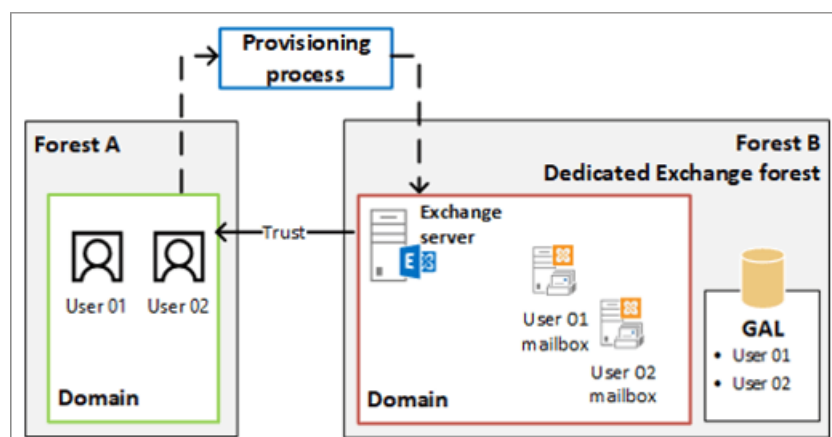 Provisioning
process
Forest A
User 01
User 02
Domain
Trust
Forest B
Dedicated Exchange forest
Exchange
server
E
User 01
mailbox
User 02
mailbox
Domain
GAL
• User 01
• User 02